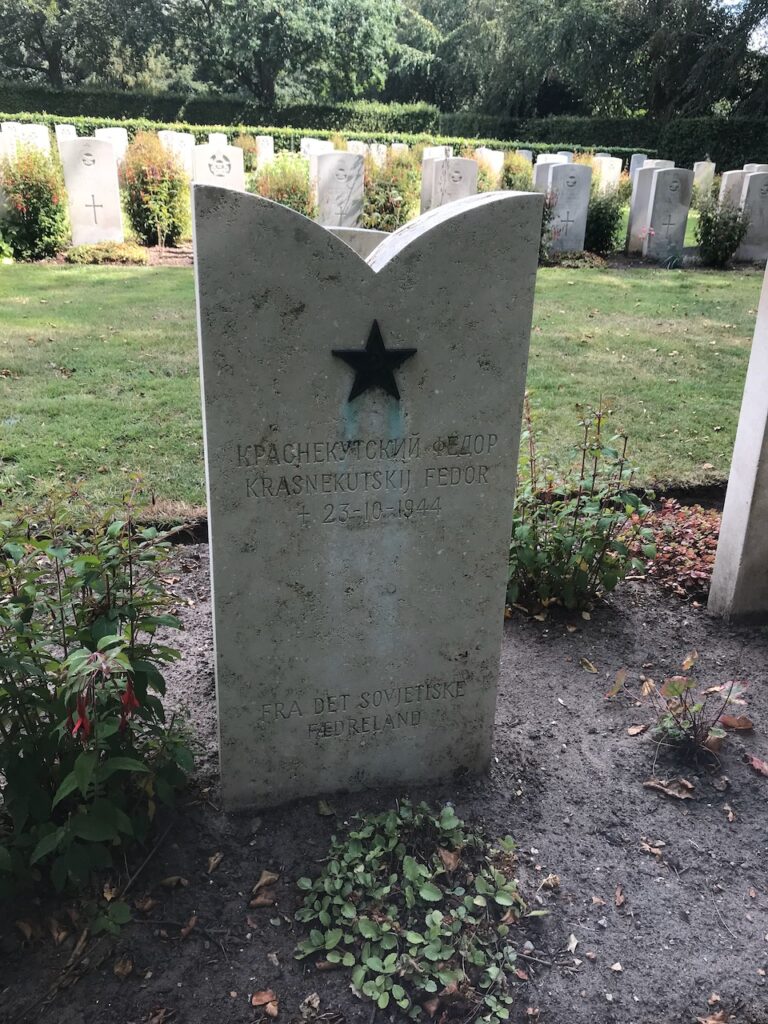 КРАСНЕКУТСКИЙ ФЕДОР
KRASNEKUTSKIJ FEDOR
+ 23-10-1944
FRA DET SOVJETISKE
FÆDRELAND